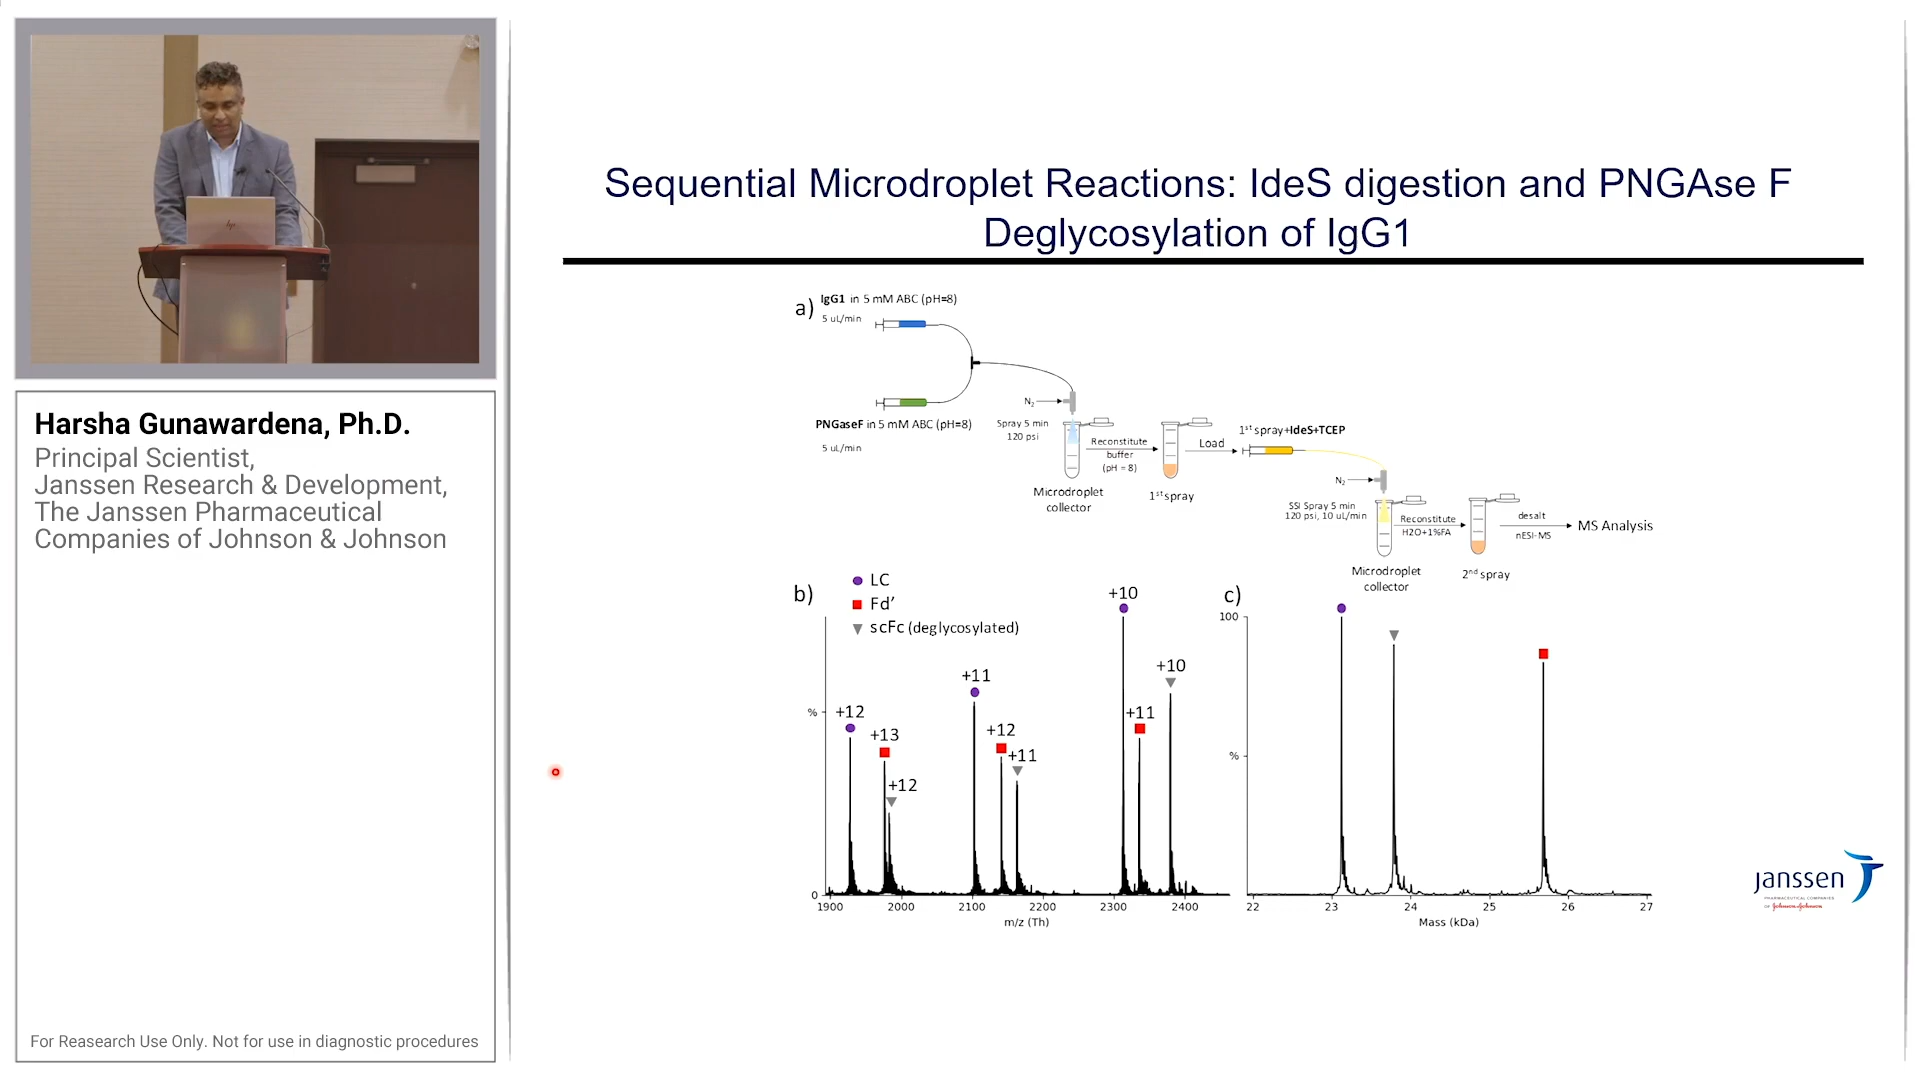 Harsha Gunawardena, Ph.D.
Principal Scientist,
Janssen Research & Development,
The Janssen Pharmaceutical
Companies of Johnson & Johnson
For Reasearch Use Only. Not for use in diagnostic procedures
Sequential Microdroplet Reactions: IdeS digestion and PNGAse F
Deglycosylation of IgG1
a)
IgG1 in 5 mM ABC (pH=8)
5 uL/min
PNGaseF in 5 mM ABC (pH=8)
5 uL/min
N2
Spray 5 min
120 psi
Microdroplet
collector
Reconstitute
buffer
(pH = 8)
1st spray
Load
1st spray+IdeS+TCEP
N2
SSI Spray 5 min
120 psi, 10 uL/min
Microdroplet
collector
Reconstitute
H2O+1%FA
2nd spray
desalt
nESI-MS
MS Analysis
b)
LC
Fd'
scFc (deglycosylated)
+12
+13
+12
+11
+12
+11
+10
+11
+10
%
0
1900 2000 2100 2200 2300 2400
m/z (Th)
c)
100
%
22 23 24 25 26 27
Mass (kDa)
janssen
PHARMACEUTICAL COMPANIES
OF Johnson & Johnson
hp